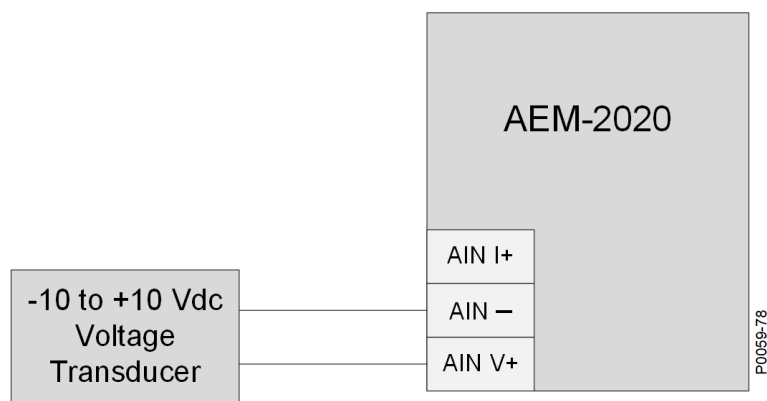 AEM-2020
AIN I+
-10 to +10 Vdc
Voltage
Transducer
AIN –
AIN V+
P0059-78